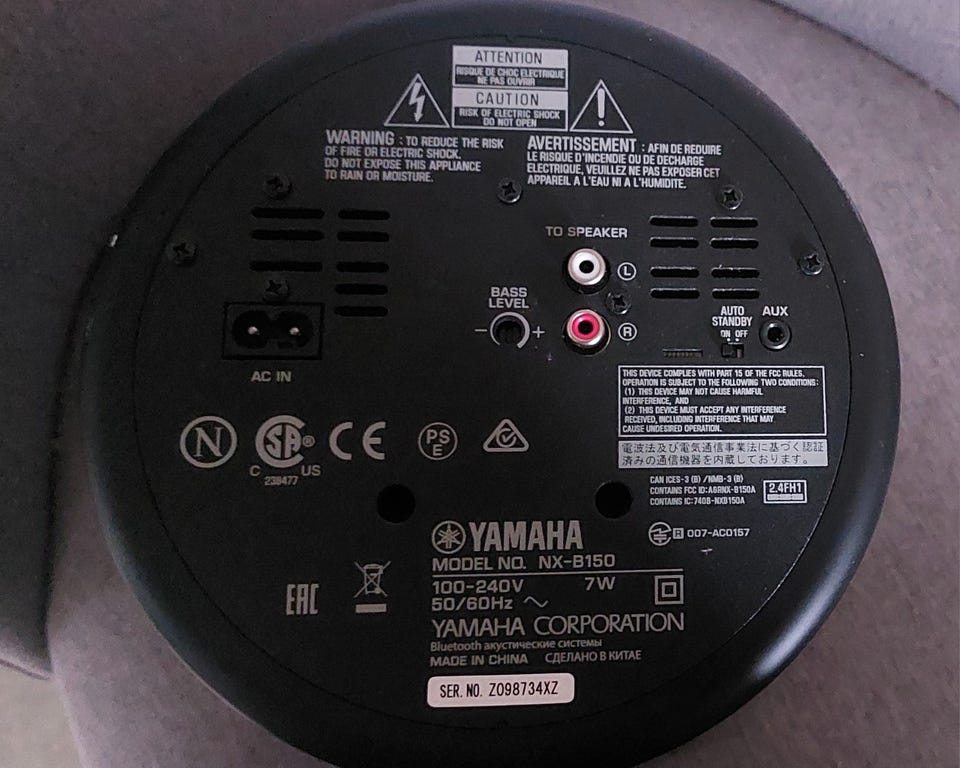 ATTENTION
RISQUE DE CHOC ELECTRIQUE
NE PAS OUVRIR
CAUTION
RISK OF ELECTRIC SHOCK
DO NOT OPEN
WARNING : TO REDUCE THE RISK
OF FIRE OR ELECTRIC SHOCK.
DO NOT EXPOSE THIS APPLIANCE
TO RAIN OR MOISTURE.
AVERTISSEMENT : AFIN DE REDUIRE
LE RISQUE D'INCENDIE OU DE DECHARGE
ELECTRIQUE, VEUILLEZ NE PAS EXPOSER CET
APPAREIL A L'EAU NI A L'HUMIDITE.
TO SPEAKER
L
BASS
LEVEL
− +
R
AUTO
STANDBY
ON OFF
AUX
AC IN
THIS DEVICE COMPLIES WITH PART 15 OF THE FCC RULES.
OPERATION IS SUBJECT TO THE FOLLOWING TWO CONDITIONS:
(1) THIS DEVICE MAY NOT CAUSE HARMFUL
INTERFERENCE, AND
(2) THIS DEVICE MUST ACCEPT ANY INTERFERENCE
RECEIVED, INCLUDING INTERFERENCE THAT MAY
CAUSE UNDESIRED OPERATION.
電波法及び電気通信事業法に基づく認証
済みの通信機器を内蔵しております。
N
SA®
C US
238477
CE
PS
E
CAN ICES-3 (B) /NMB-3 (B)
CONTAINS FCC ID:A6RNX-B150A
CONTAINS IC:740B-NXB150A
2.4FH1
R 007-AC0157
YAMAHA
MODEL NO. NX-B150
100-240V 7W
50/60Hz ～
YAMAHA CORPORATION
Bluetooth акустические системы
MADE IN CHINA СДЕЛАНО В КИТАЕ
EAC
SER. NO. Z098734XZ